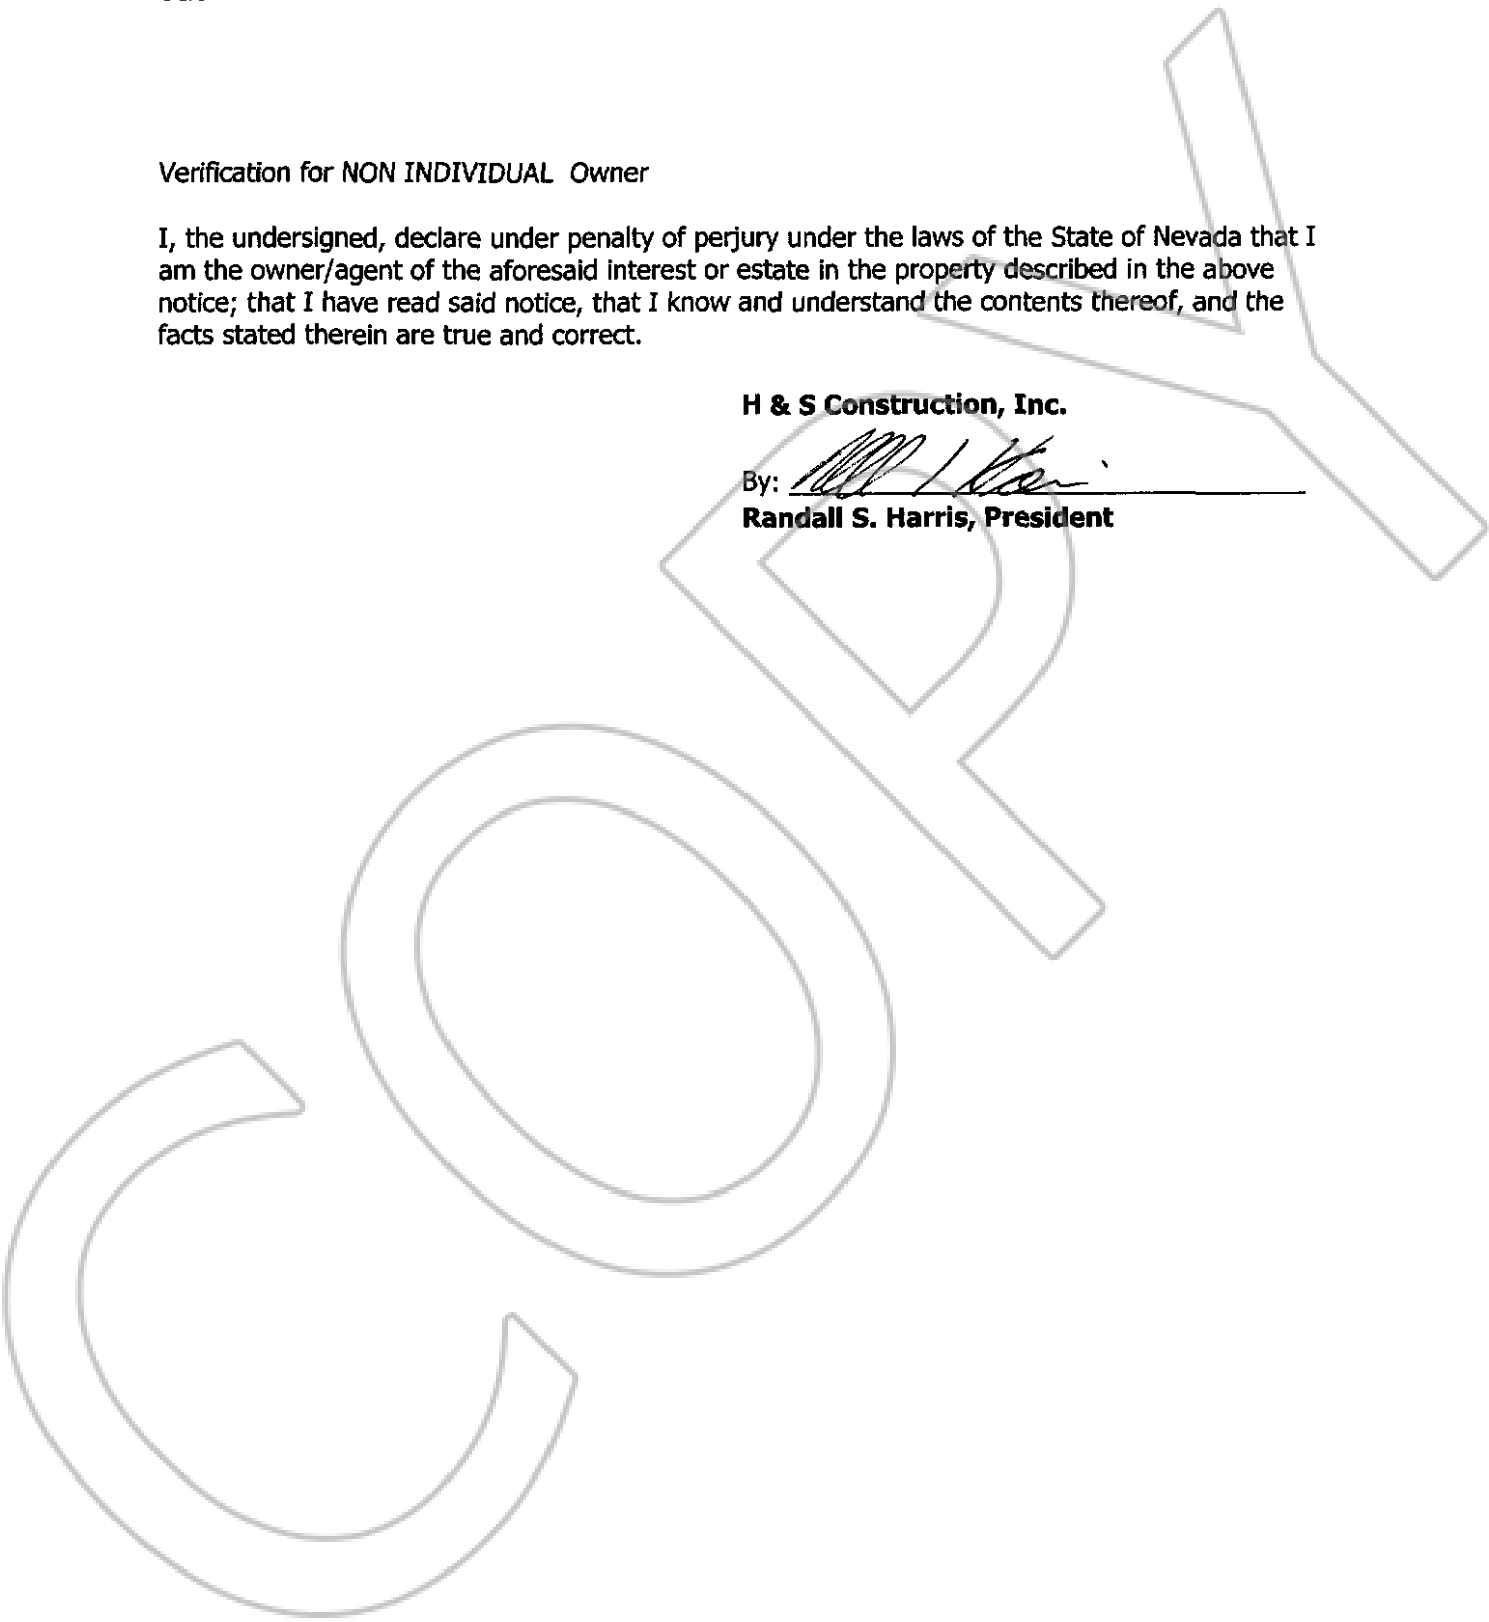 Verification for NON INDIVIDUAL Owner
I, the undersigned, declare under penalty of perjury under the laws of the State of Nevada that I
am the owner/agent of the aforesaid interest or estate in the property described in the above
notice; that I have read said notice, that I know and understand the contents thereof, and the
facts stated therein are true and correct.
H & S Construction, Inc.
By:
Randall S. Harris, President
COPY